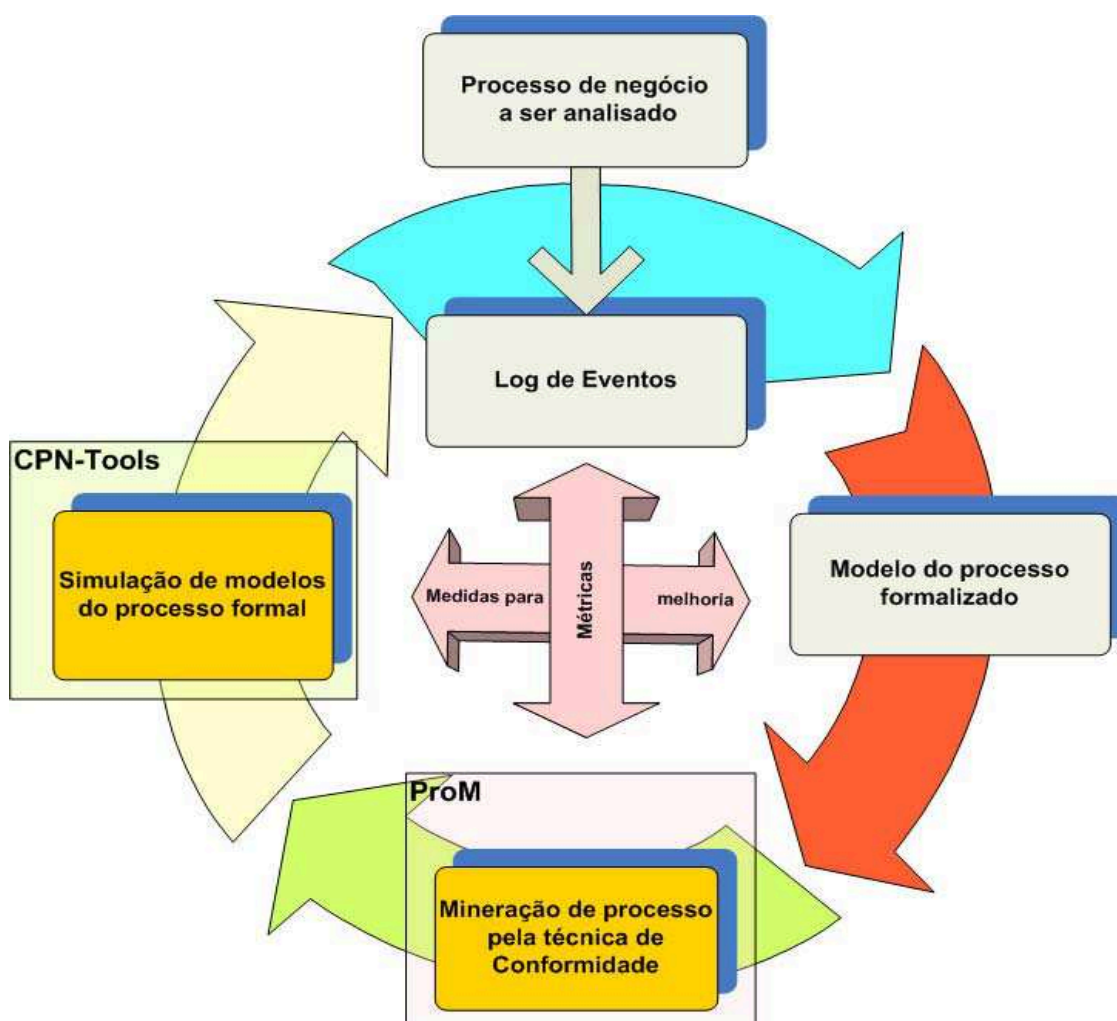 Processo de negócio
a ser analisado
Log de Eventos
CPN-Tools
Simulação de modelos
do processo formal
Medidas para
Métricas
melhoria
Modelo do processo
formalizado
ProM
Mineração de processo
pela técnica de
Conformidade